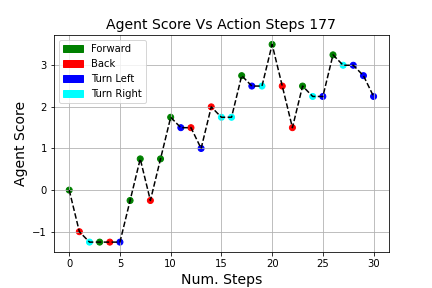 Agent Score Vs Action Steps 177
Forward
Back
Turn Left
Turn Right
Agent Score
3
2
1
0
−1
0 5 10 15 20 25 30
Num. Steps